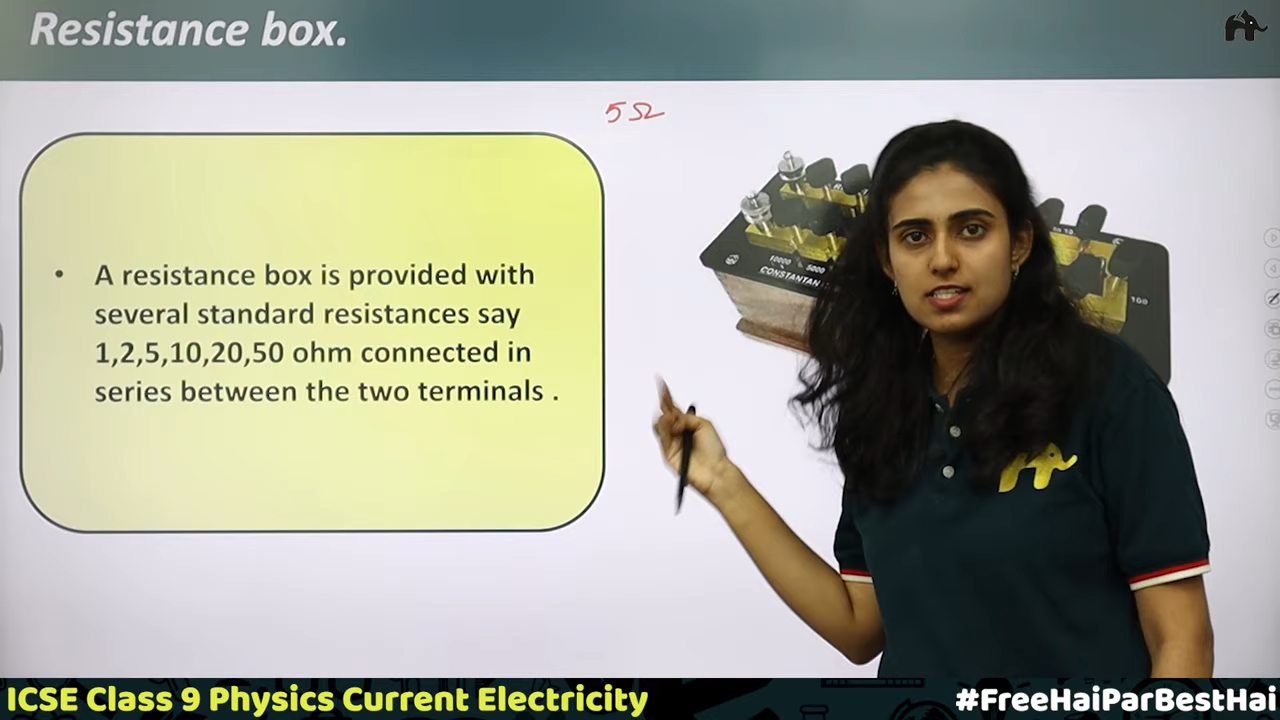 Resistance box.
5 Ω
• A resistance box is provided with
several standard resistances say
1,2,5,10,20,50 ohm connected in
series between the two terminals .
10000 5000
CONSTANTAN
100
ICSE Class 9 Physics Current Electricity
#FreeHaiParBestHai